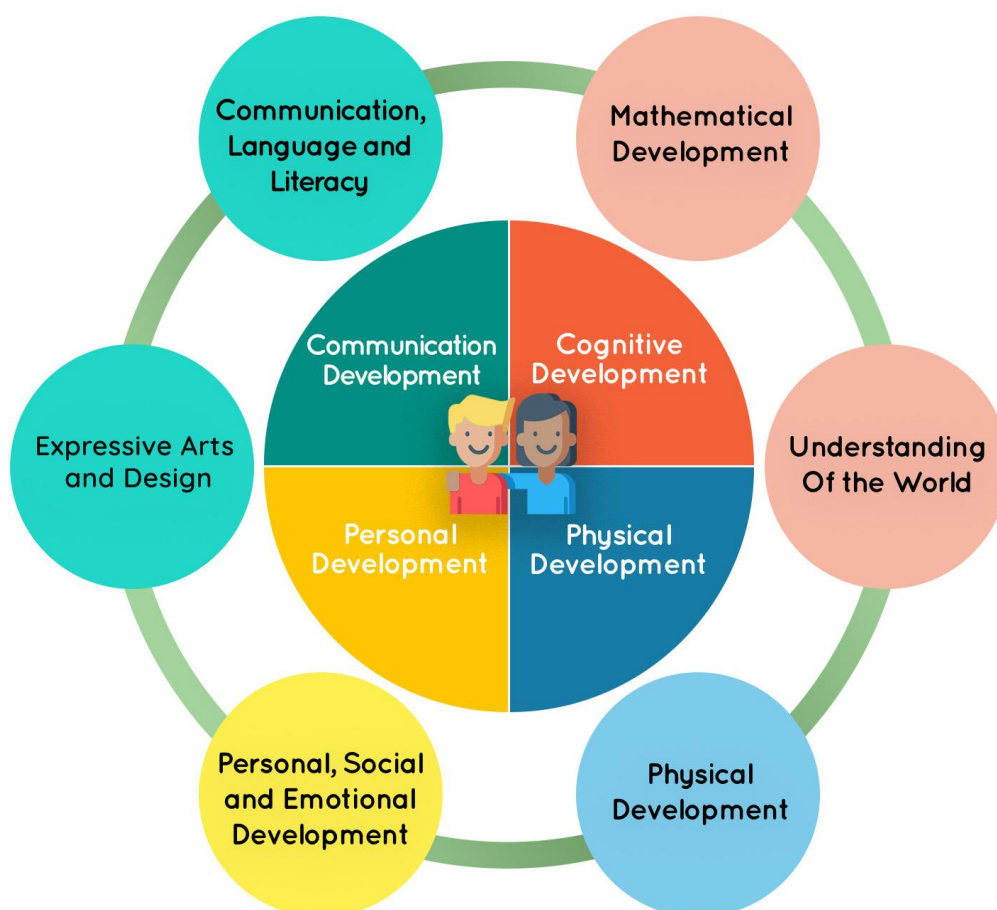 Communication,
Language and
Literacy
Mathematical
Development
Communication
Development
Cognitive
Development
Expressive Arts
and Design
Understanding
Of the World
Personal
Development
Physical
Development
Personal, Social
and Emotional
Development
Physical
Development